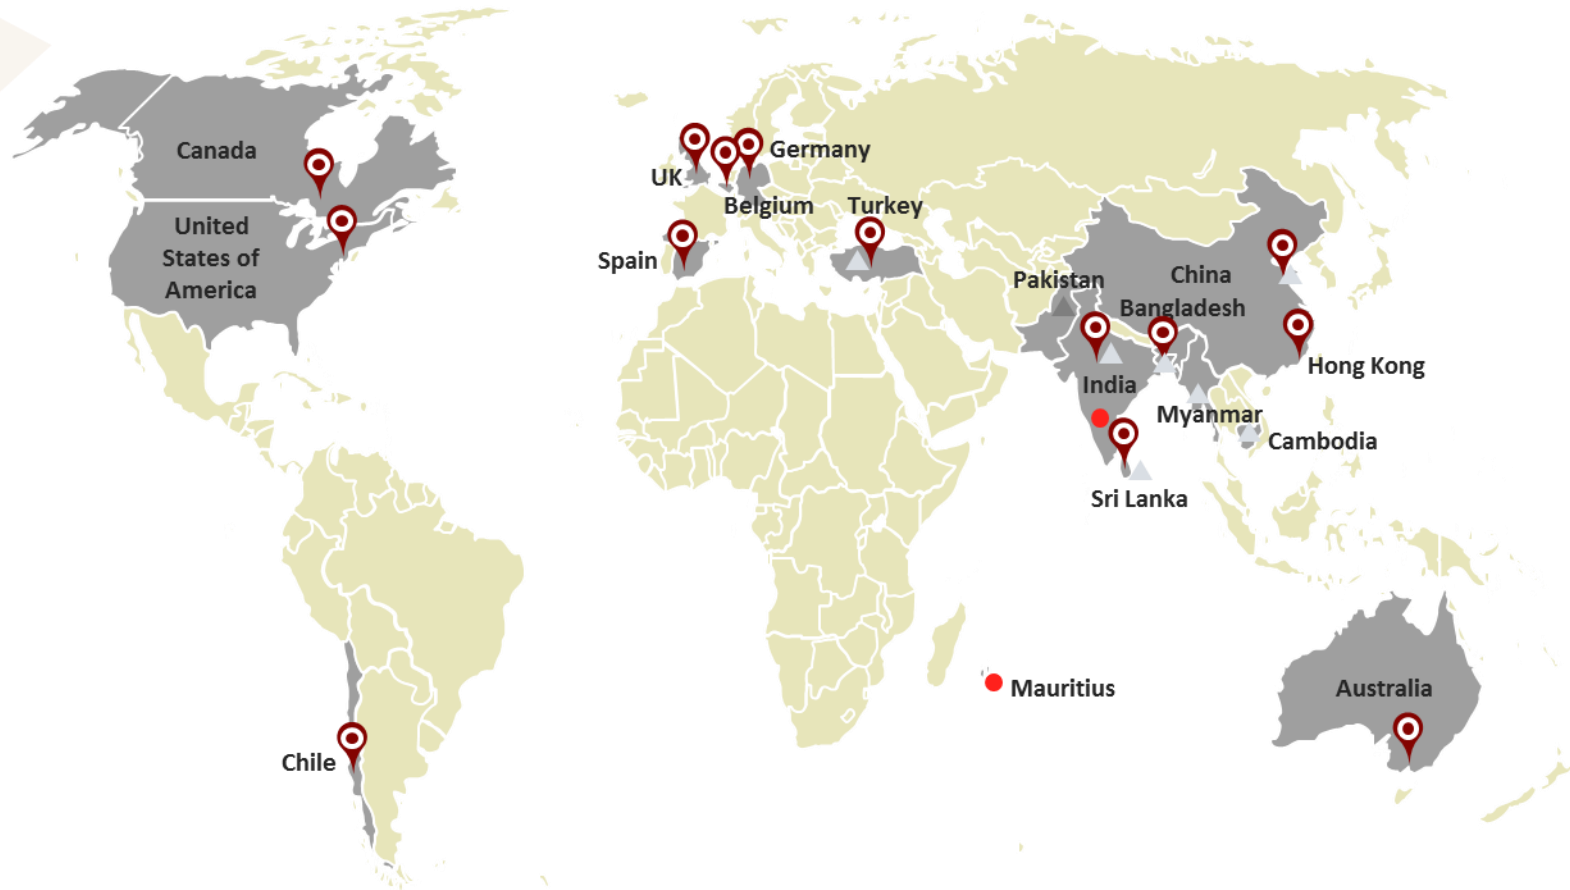 Canada
United
States of
America
Chile
UK
Germany
Belgium
Turkey
Spain
Pakistan
China
Bangladesh
India
Hong Kong
Myanmar
Cambodia
Sri Lanka
Mauritius
Australia